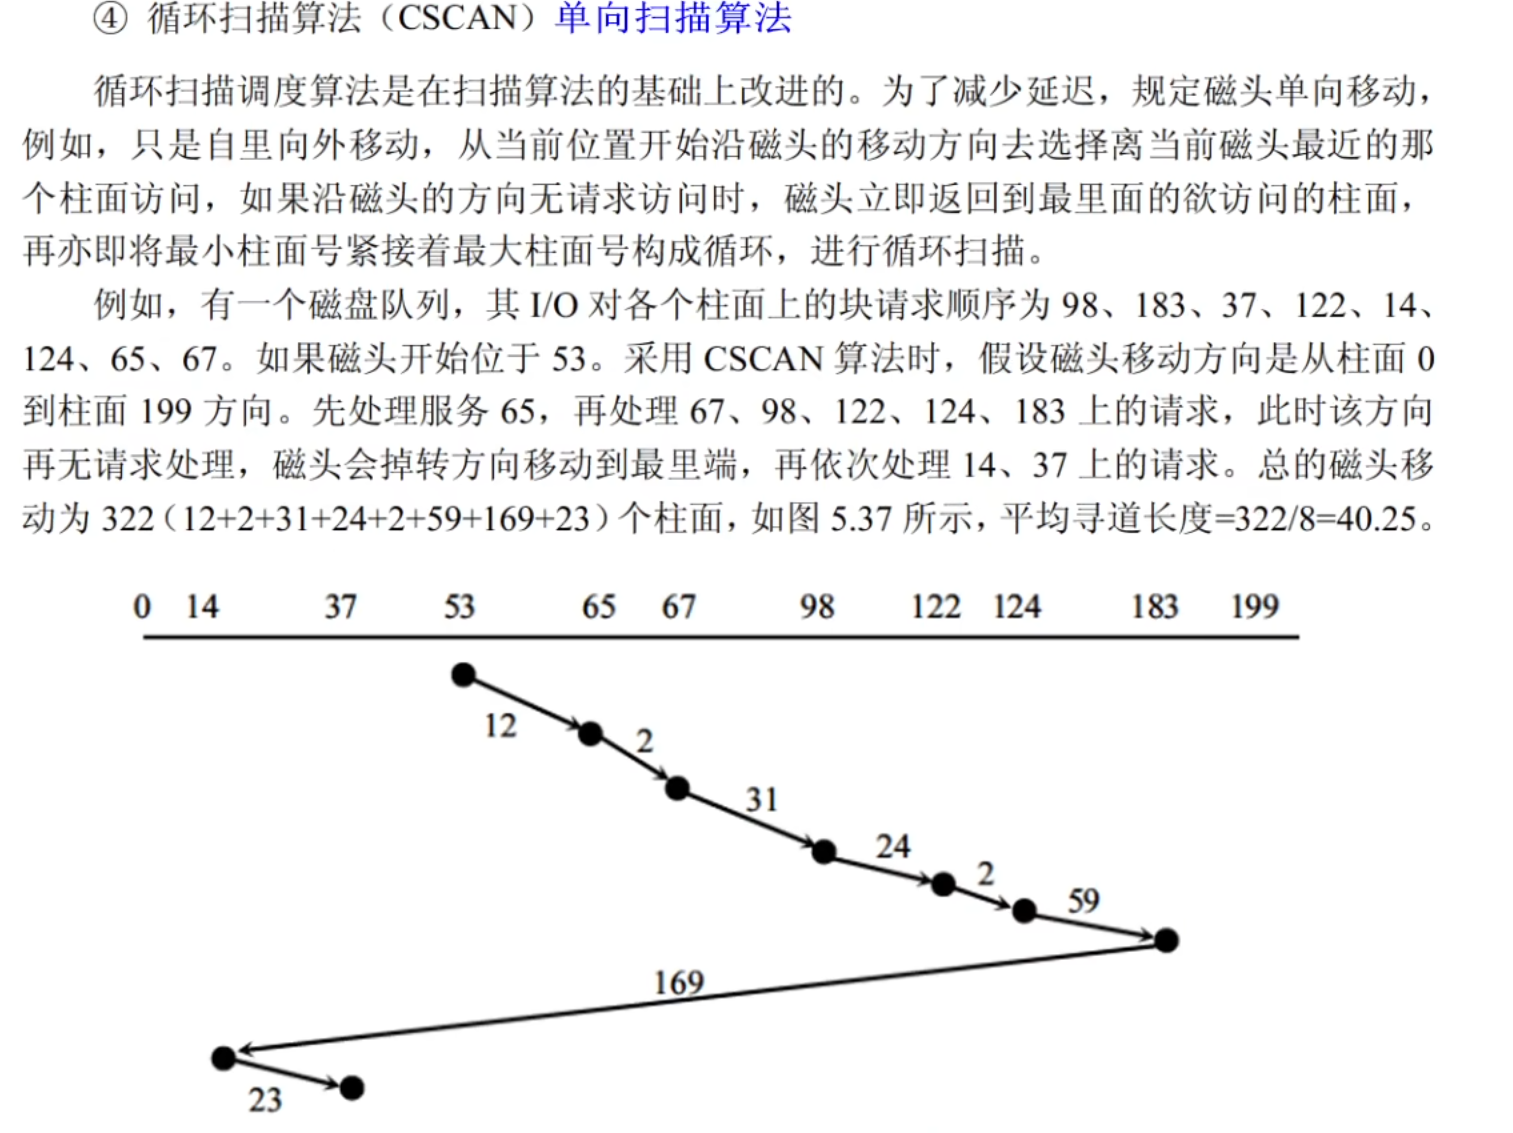 ④ 循环扫描算法（CSCAN）单向扫描算法
循环扫描调度算法是在扫描算法的基础上改进的。为了减少延迟，规定磁头单向移动，
例如，只是自里向外移动，从当前位置开始沿磁头的移动方向去选择离当前磁头最近的那
个柱面访问，如果沿磁头的方向无请求访问时，磁头立即返回到最里面的欲访问的柱面，
再亦即将最小柱面号紧接着最大柱面号构成循环，进行循环扫描。
例如，有一个磁盘队列，其 I/O 对各个柱面上的块请求顺序为 98、183、37、122、14、
124、65、67。如果磁头开始位于 53。采用 CSCAN 算法时，假设磁头移动方向是从柱面 0
到柱面 199 方向。先处理服务 65，再处理 67、98、122、124、183 上的请求，此时该方向
再无请求处理，磁头会掉转方向移动到最里端，再依次处理 14、37 上的请求。总的磁头移
动为 322（12+2+31+24+2+59+169+23）个柱面，如图 5.37 所示，平均寻道长度=322/8=40.25。
0 14 37 53 65 67 98 122 124 183 199
12
2
31
24
2
59
169
23